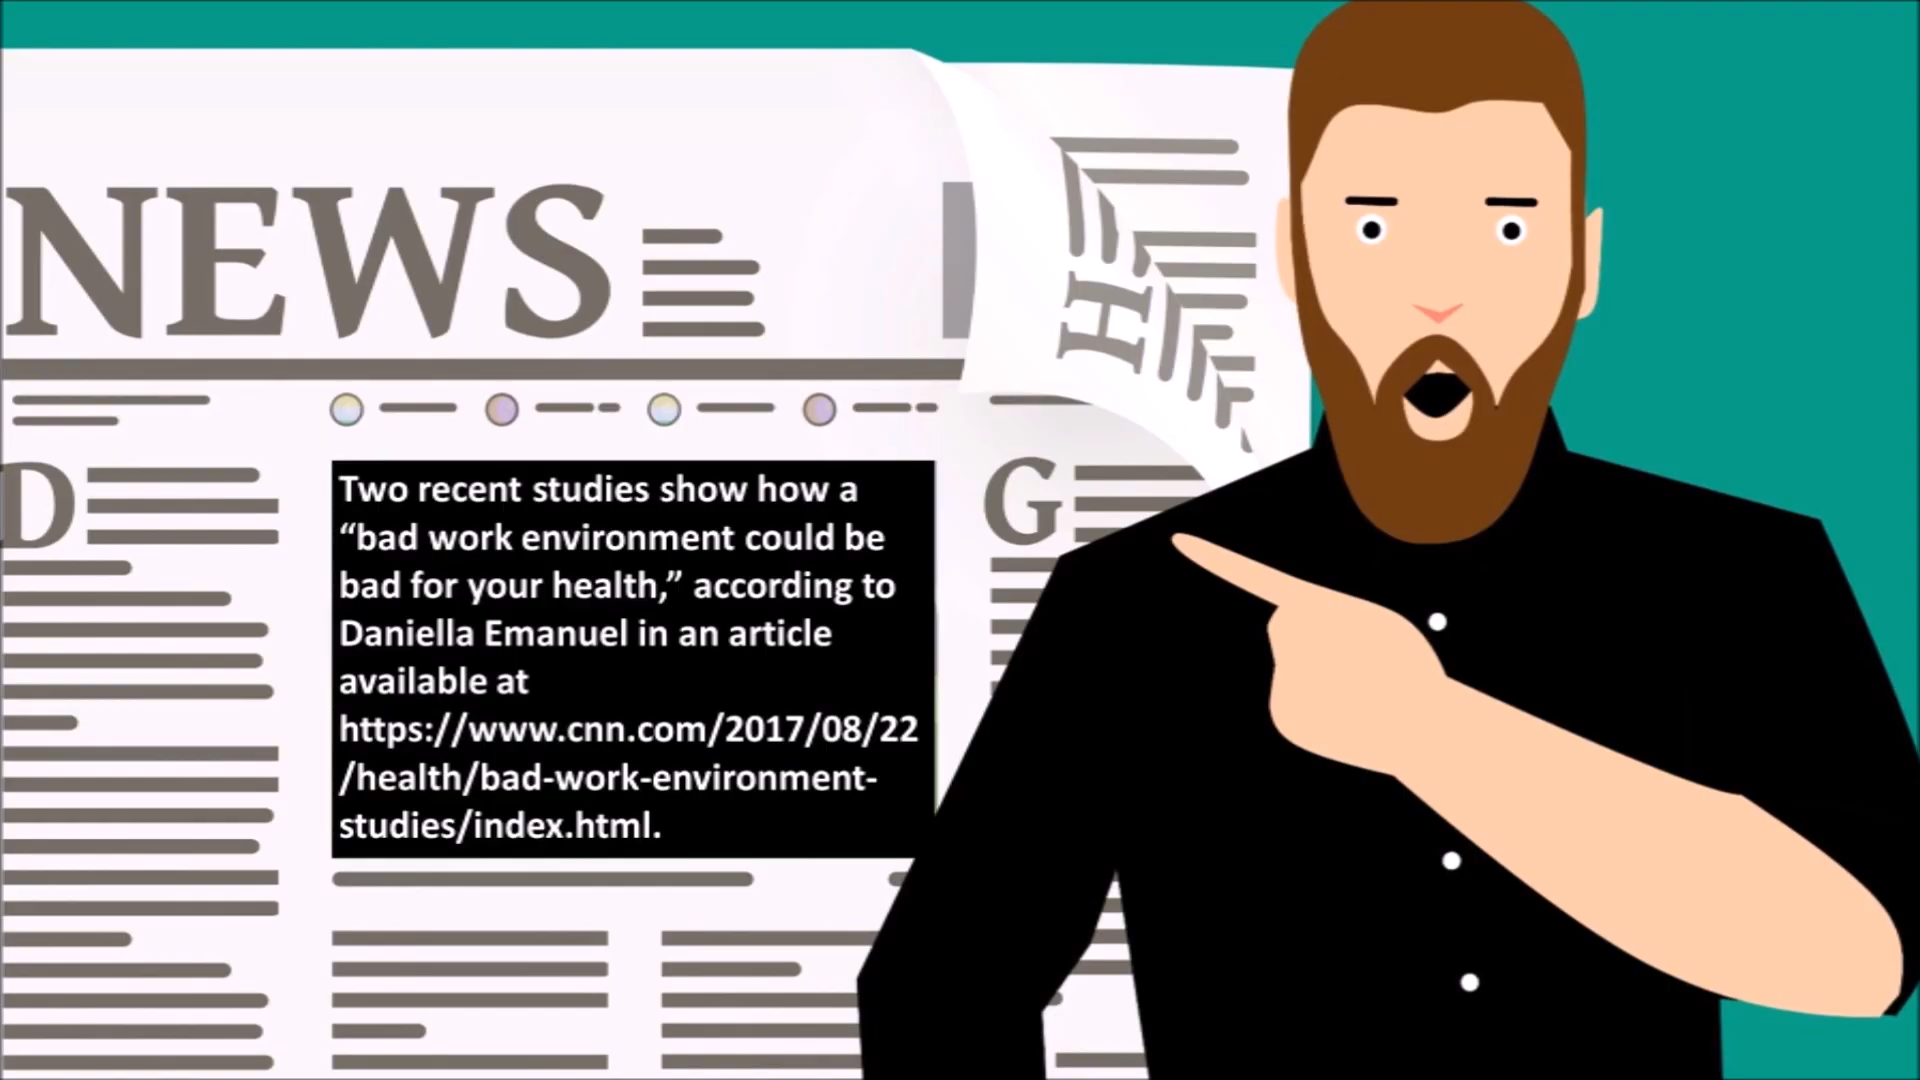 NEWS
H
D
G
Two recent studies show how a
“bad work environment could be
bad for your health,” according to
Daniella Emanuel in an article
available at
https://www.cnn.com/2017/08/22
/health/bad-work-environment-
studies/index.html.